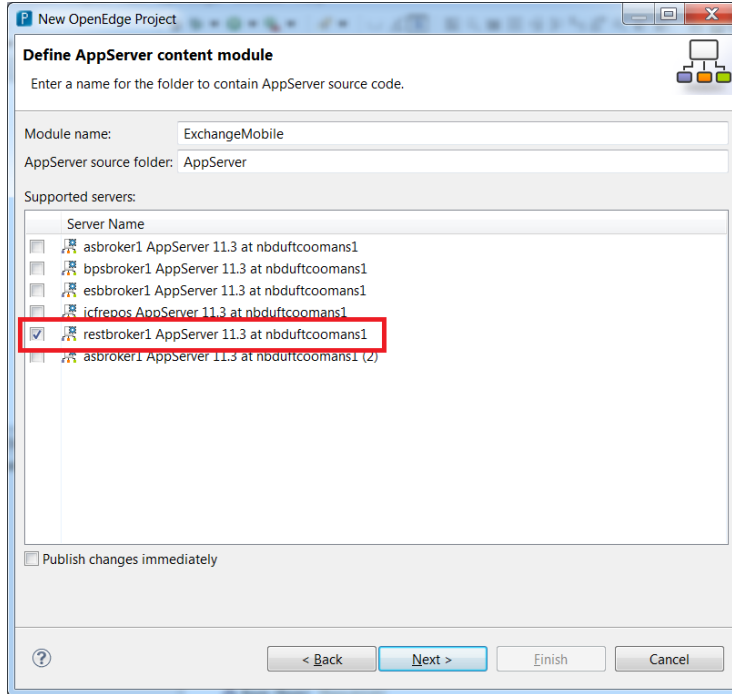 New OpenEdge Project
Define AppServer content module
Enter a name for the folder to contain AppServer source code.
Module name: ExchangeMobile
AppServer source folder: AppServer
Supported servers:
Server Name
asbroker1 AppServer 11.3 at nbduftcoomans1
bpsbroker1 AppServer 11.3 at nbduftcoomans1
esbbroker1 AppServer 11.3 at nbduftcoomans1
icfrepos AppServer 11.3 at nbduftcoomans1
restbroker1 AppServer 11.3 at nbduftcoomans1
asbroker1 AppServer 11.3 at nbduftcoomans1 (2)
Publish changes immediately
< Back Next > Finish Cancel